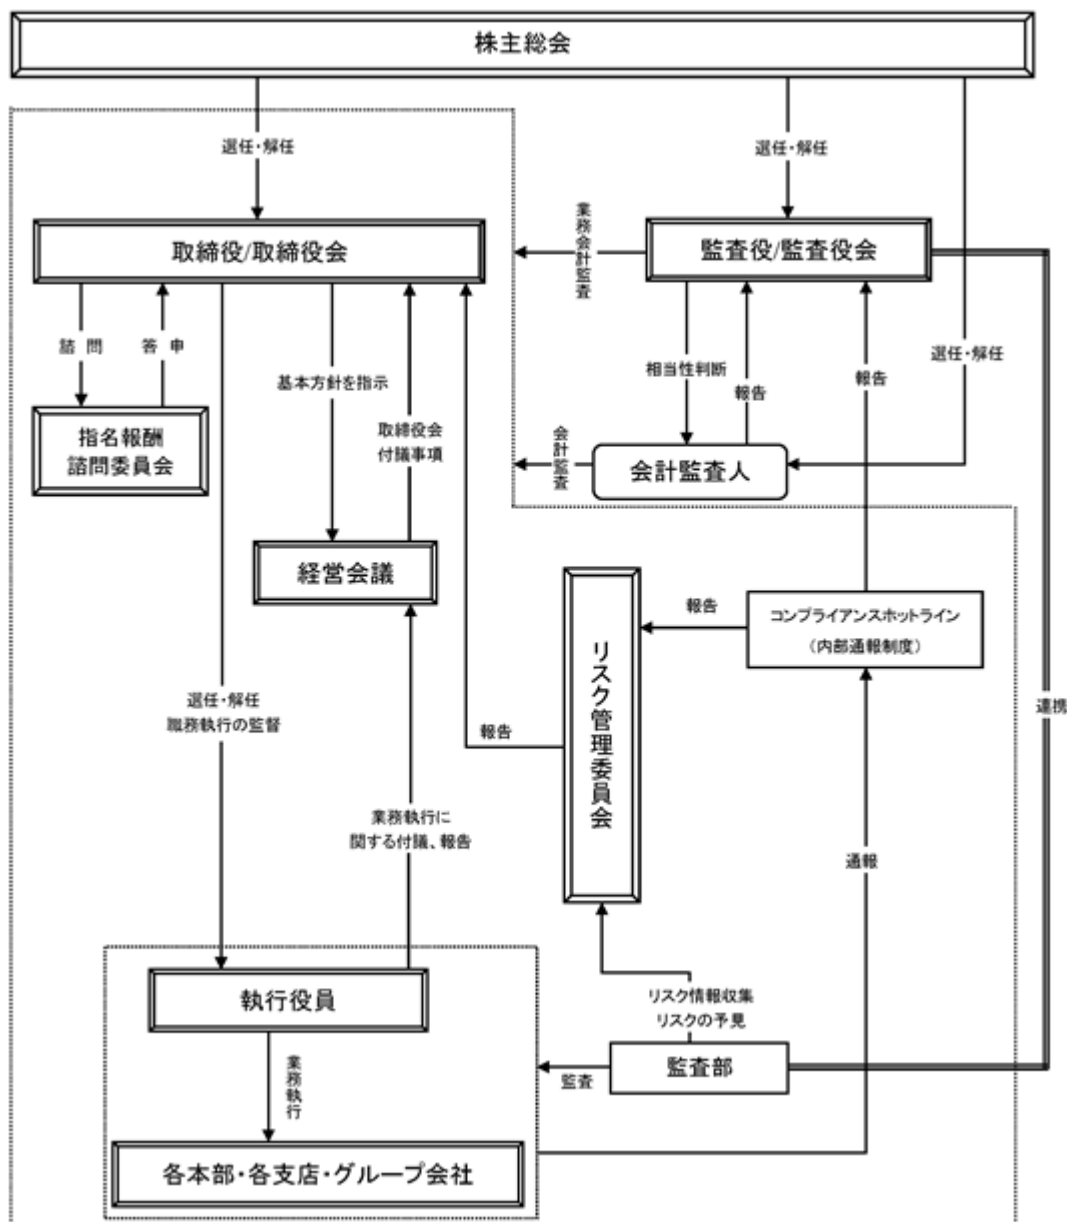 株主総会
選任・解任
選任・解任
業務会計監査
取締役/取締役会
監査役/監査役会
諮 問
答 申
選任・解任
相当性判断
報告
報告
基本方針を指示
指名報酬
諮問委員会
取締役会
付議事項
会計監査
会計監査人
経営会議
報告
コンプライアンスホットライン
（内部通報制度）
リスク管理委員会
選任・解任
職務執行の監督
報告
連携
業務執行に
関する付議、報告
通報
執行役員
リスク情報収集
リスクの予見
監査部
監査
業務執行
各本部・各支店・グループ会社